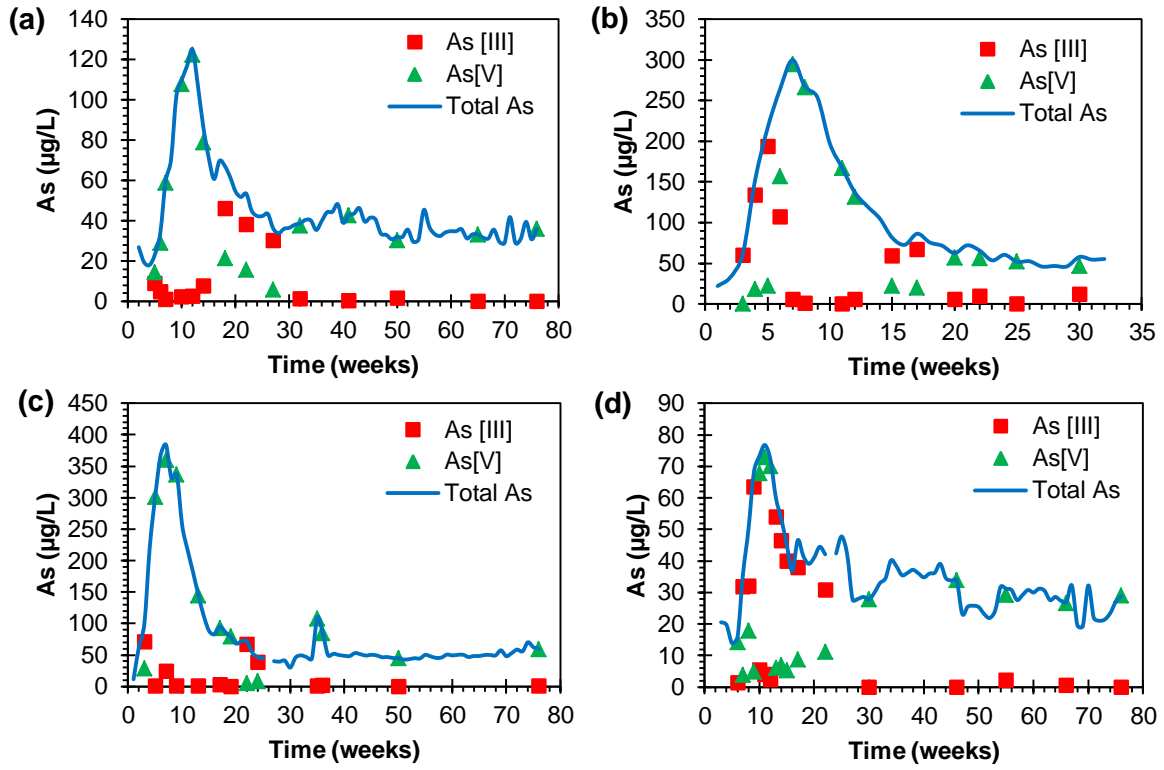 (a)
140
120
100
80
60
40
20
0
As (µg/L)
0 10 20 30 40 50 60 70 80
Time (weeks)
As [III]
As[V]
Total As
(b)
350
300
250
200
150
100
50
0
As (µg/L)
0 5 10 15 20 25 30 35
Time (weeks)
As [III]
As[V]
Total As
(c)
450
400
350
300
250
200
150
100
50
0
As (µg/L)
0 10 20 30 40 50 60 70 80
Time (weeks)
As [III]
As[V]
Total As
(d)
90
80
70
60
50
40
30
20
10
0
As (µg/L)
0 10 20 30 40 50 60 70 80
Time (weeks)
As [III]
As[V]
Total As